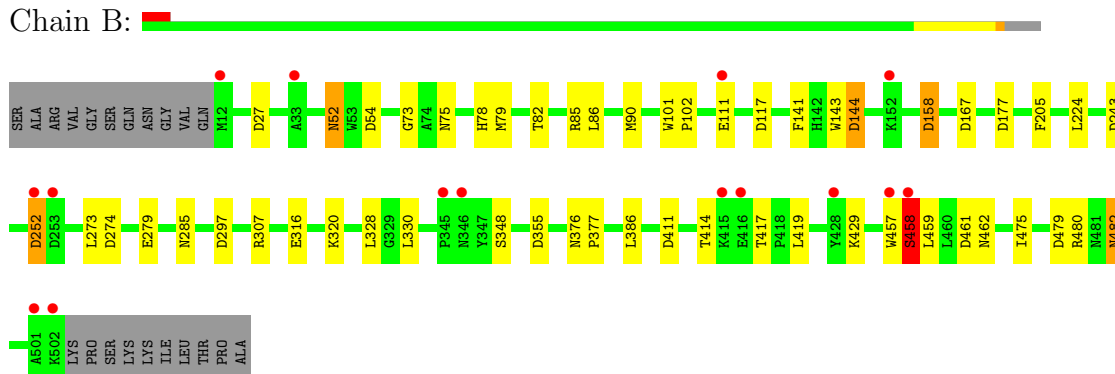 Chain B:
SER ALA ARG VAL GLY SER GLN ASN GLY VAL GLN M12 D27 A33 N52 W53 D54 G73 A74 N75 H78 M79 T82 R85 L86 M90 W101 P102 E111 D117 F141 H142 W143 D144 K152 D158 D167 D177 F205 L224
D252 D253 L273 D274 E279 N285 D297 R307 E316 K320 L328 G329 L330 P345 N346 Y347 S348 D355 N376 P377 L386 D411 T414 K415 E416 T417 P418 L419 Y428 K429 W457 S458 L459 L460 D461 N462 I475 D479 R480 N481
A501 K502 LYS PRO SER LYS LYS ILE LEU THR PRO ALA